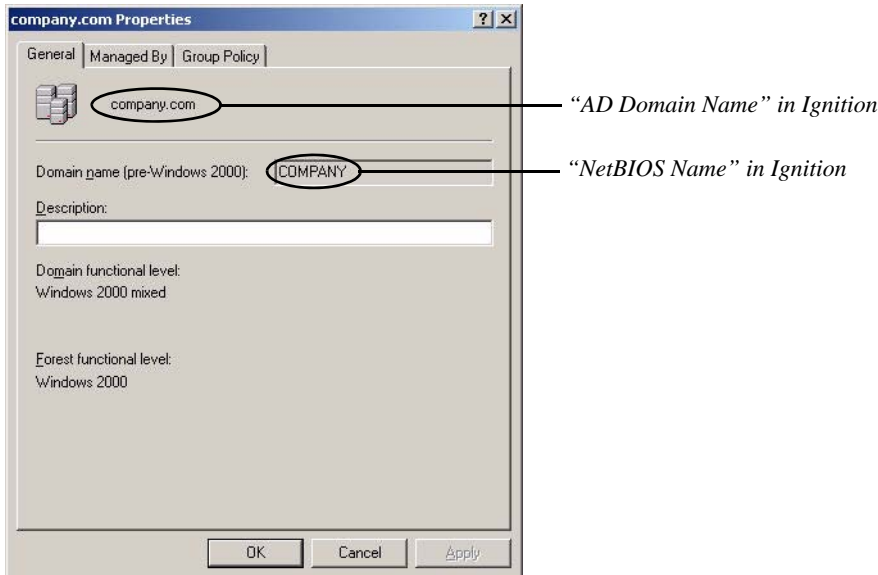 company.com Properties
? X
General Managed By Group Policy
company.com
“AD Domain Name” in Ignition
Domain name (pre-Windows 2000): COMPANY
“NetBIOS Name” in Ignition
Description:
Domain functional level:
Windows 2000 mixed
Forest functional level:
Windows 2000
OK Cancel Apply